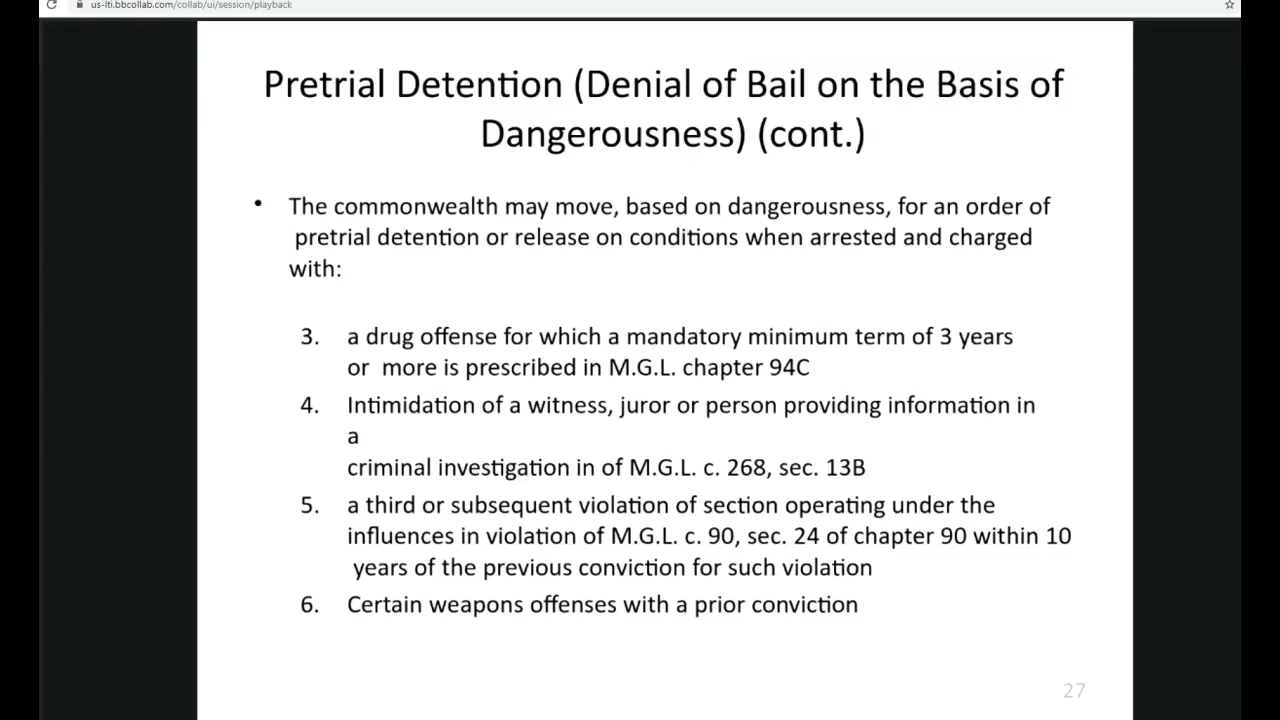 us-lti.bbcollab.com/collab/ui/session/playback
Pretrial Detention (Denial of Bail on the Basis of
Dangerousness) (cont.)
• The commonwealth may move, based on dangerousness, for an order of
pretrial detention or release on conditions when arrested and charged
with:
3. a drug offense for which a mandatory minimum term of 3 years
or more is prescribed in M.G.L. chapter 94C
4. Intimidation of a witness, juror or person providing information in
a
criminal investigation in of M.G.L. c. 268, sec. 13B
5. a third or subsequent violation of section operating under the
influences in violation of M.G.L. c. 90, sec. 24 of chapter 90 within 10
years of the previous conviction for such violation
6. Certain weapons offenses with a prior conviction
27